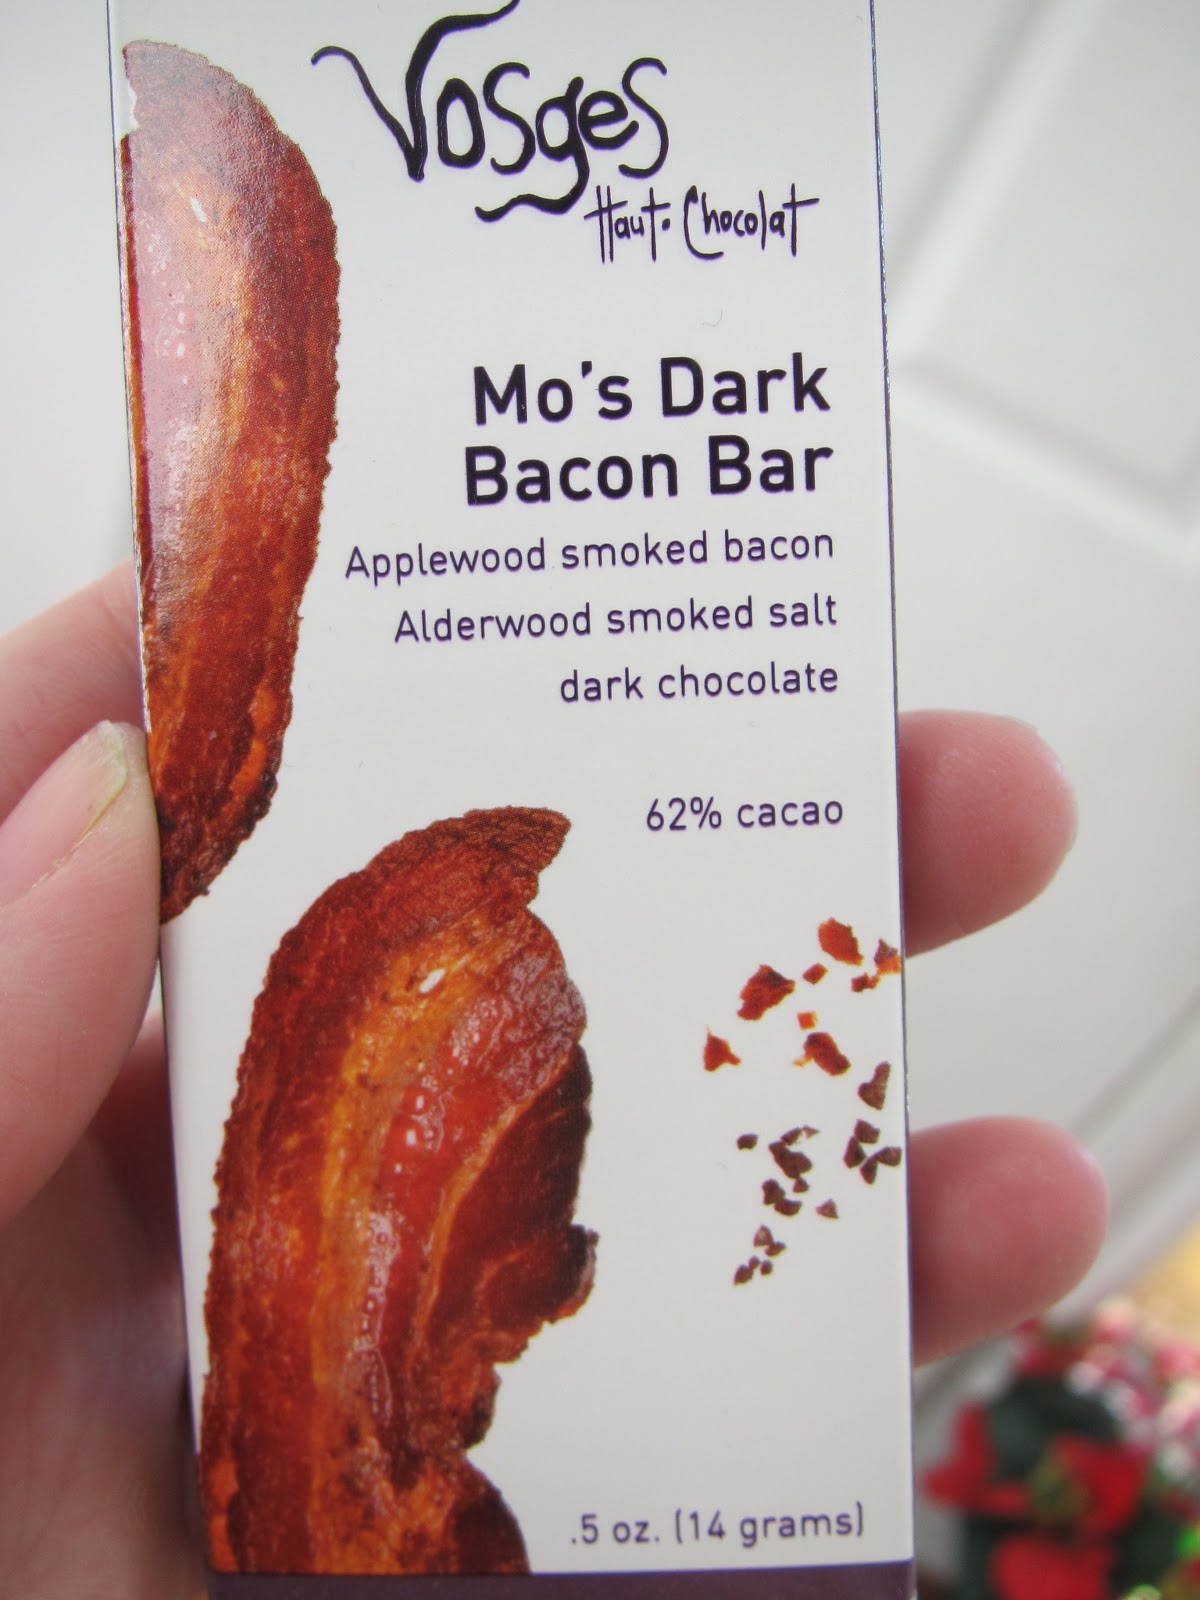 Vosges
Haut·Chocolat
Mo's Dark
Bacon Bar
Applewood smoked bacon
Alderwood smoked salt
dark chocolate
62% cacao
.5 oz. (14 grams)